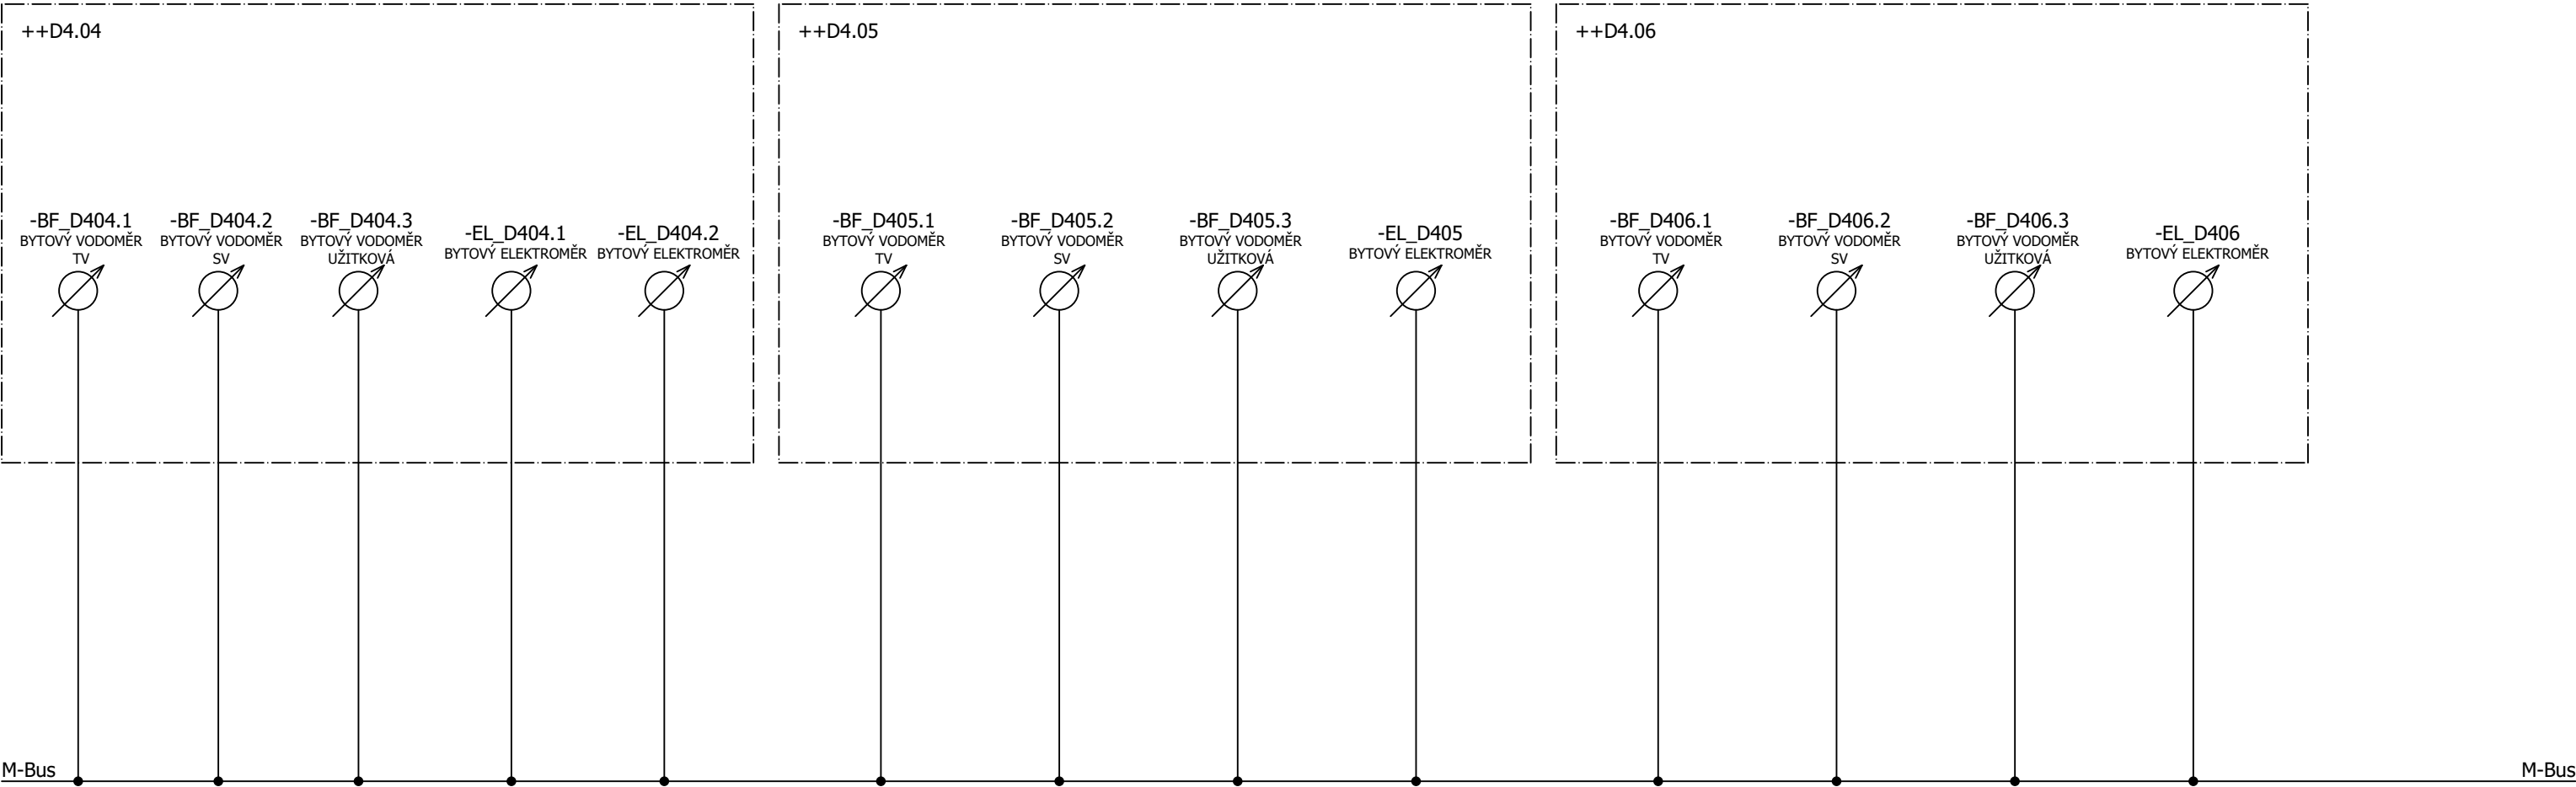 ++D4.04
-BF_D404.1
BYTOVÝ VODOMĚR
TV
-BF_D404.2
BYTOVÝ VODOMĚR
SV
-BF_D404.3
BYTOVÝ VODOMĚR
UŽITKOVÁ
-EL_D404.1
BYTOVÝ ELEKTROMĚR
-EL_D404.2
BYTOVÝ ELEKTROMĚR
++D4.05
-BF_D405.1
BYTOVÝ VODOMĚR
TV
-BF_D405.2
BYTOVÝ VODOMĚR
SV
-BF_D405.3
BYTOVÝ VODOMĚR
UŽITKOVÁ
-EL_D405
BYTOVÝ ELEKTROMĚR
++D4.06
-BF_D406.1
BYTOVÝ VODOMĚR
TV
-BF_D406.2
BYTOVÝ VODOMĚR
SV
-BF_D406.3
BYTOVÝ VODOMĚR
UŽITKOVÁ
-EL_D406
BYTOVÝ ELEKTROMĚR
M-Bus
M-Bus